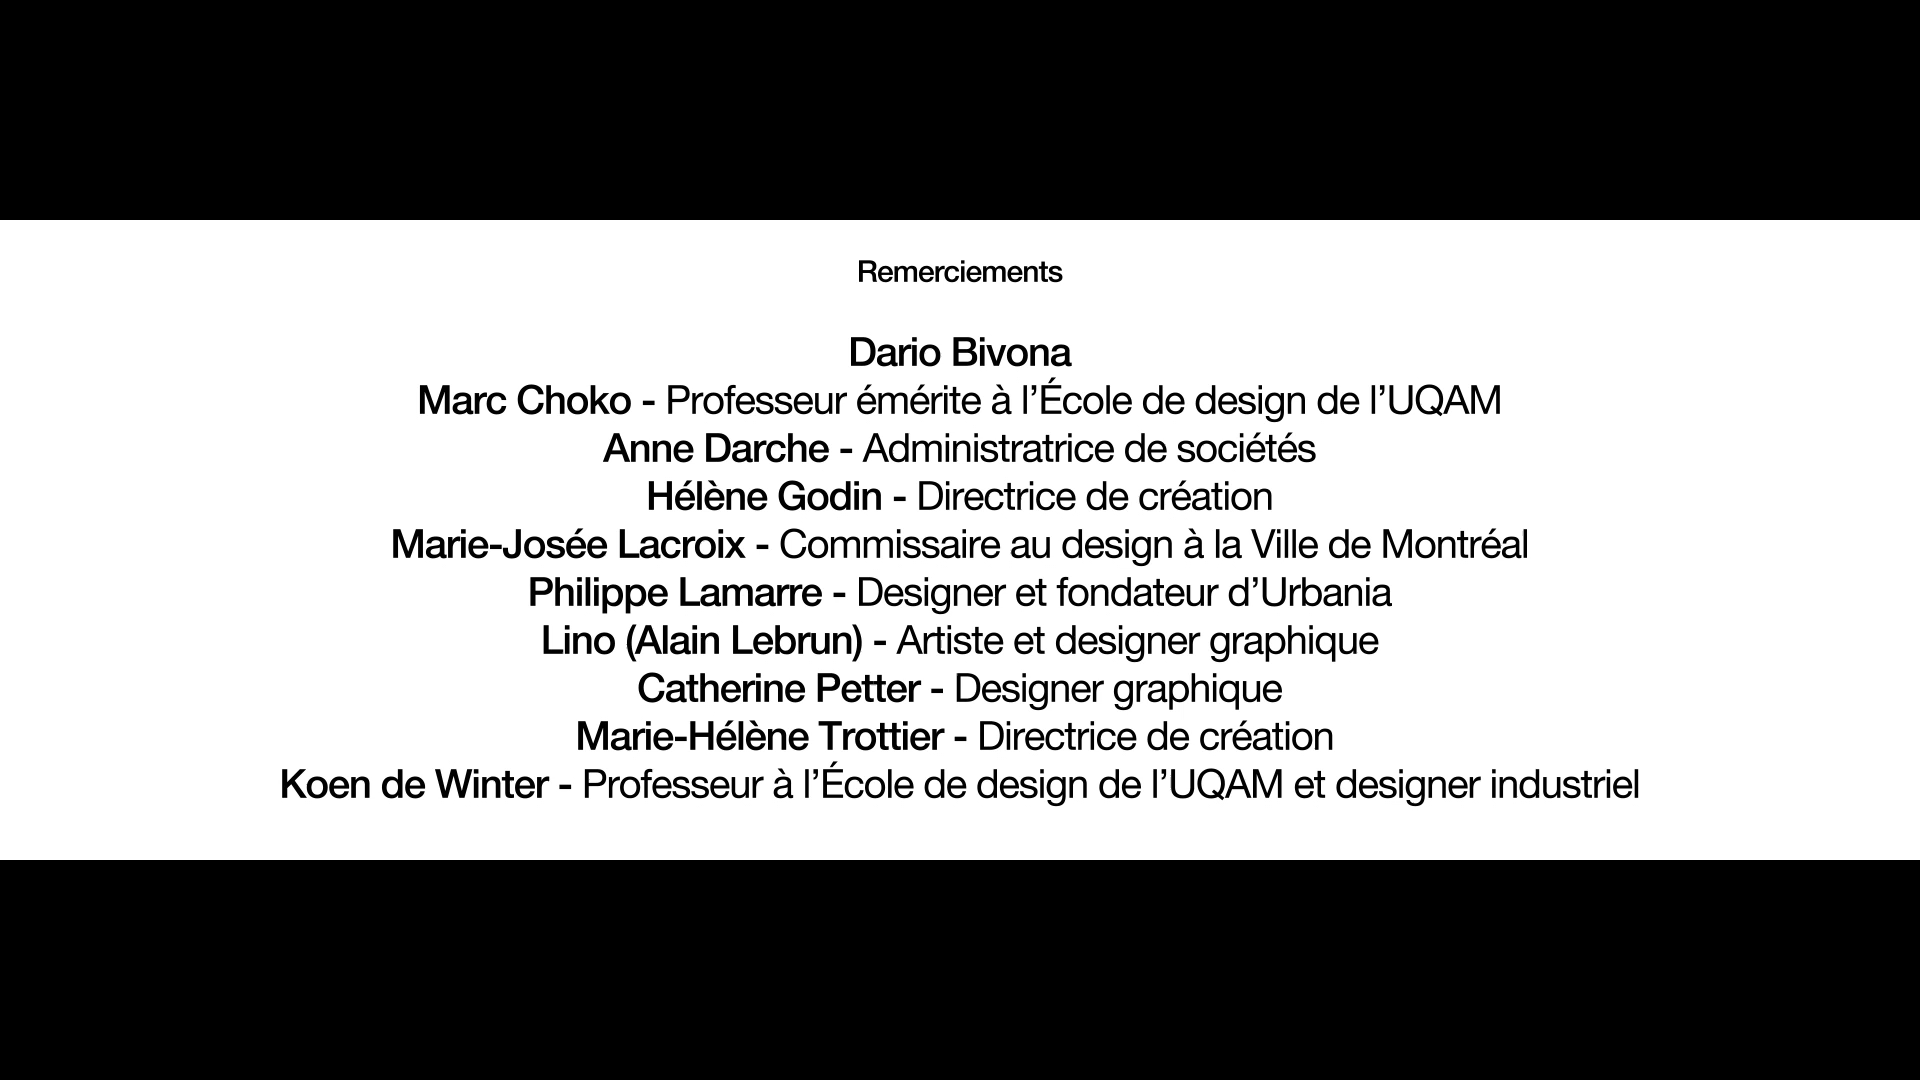 Remerciements
Dario Bivona
Marc Choko - Professeur émérite à l’École de design de l’UQAM
Anne Darche - Administratrice de sociétés
Hélène Godin - Directrice de création
Marie-Josée Lacroix - Commissaire au design à la Ville de Montréal
Philippe Lamarre - Designer et fondateur d’Urbania
Lino (Alain Lebrun) - Artiste et designer graphique
Catherine Petter - Designer graphique
Marie-Hélène Trottier - Directrice de création
Koen de Winter - Professeur à l’École de design de l’UQAM et designer industriel